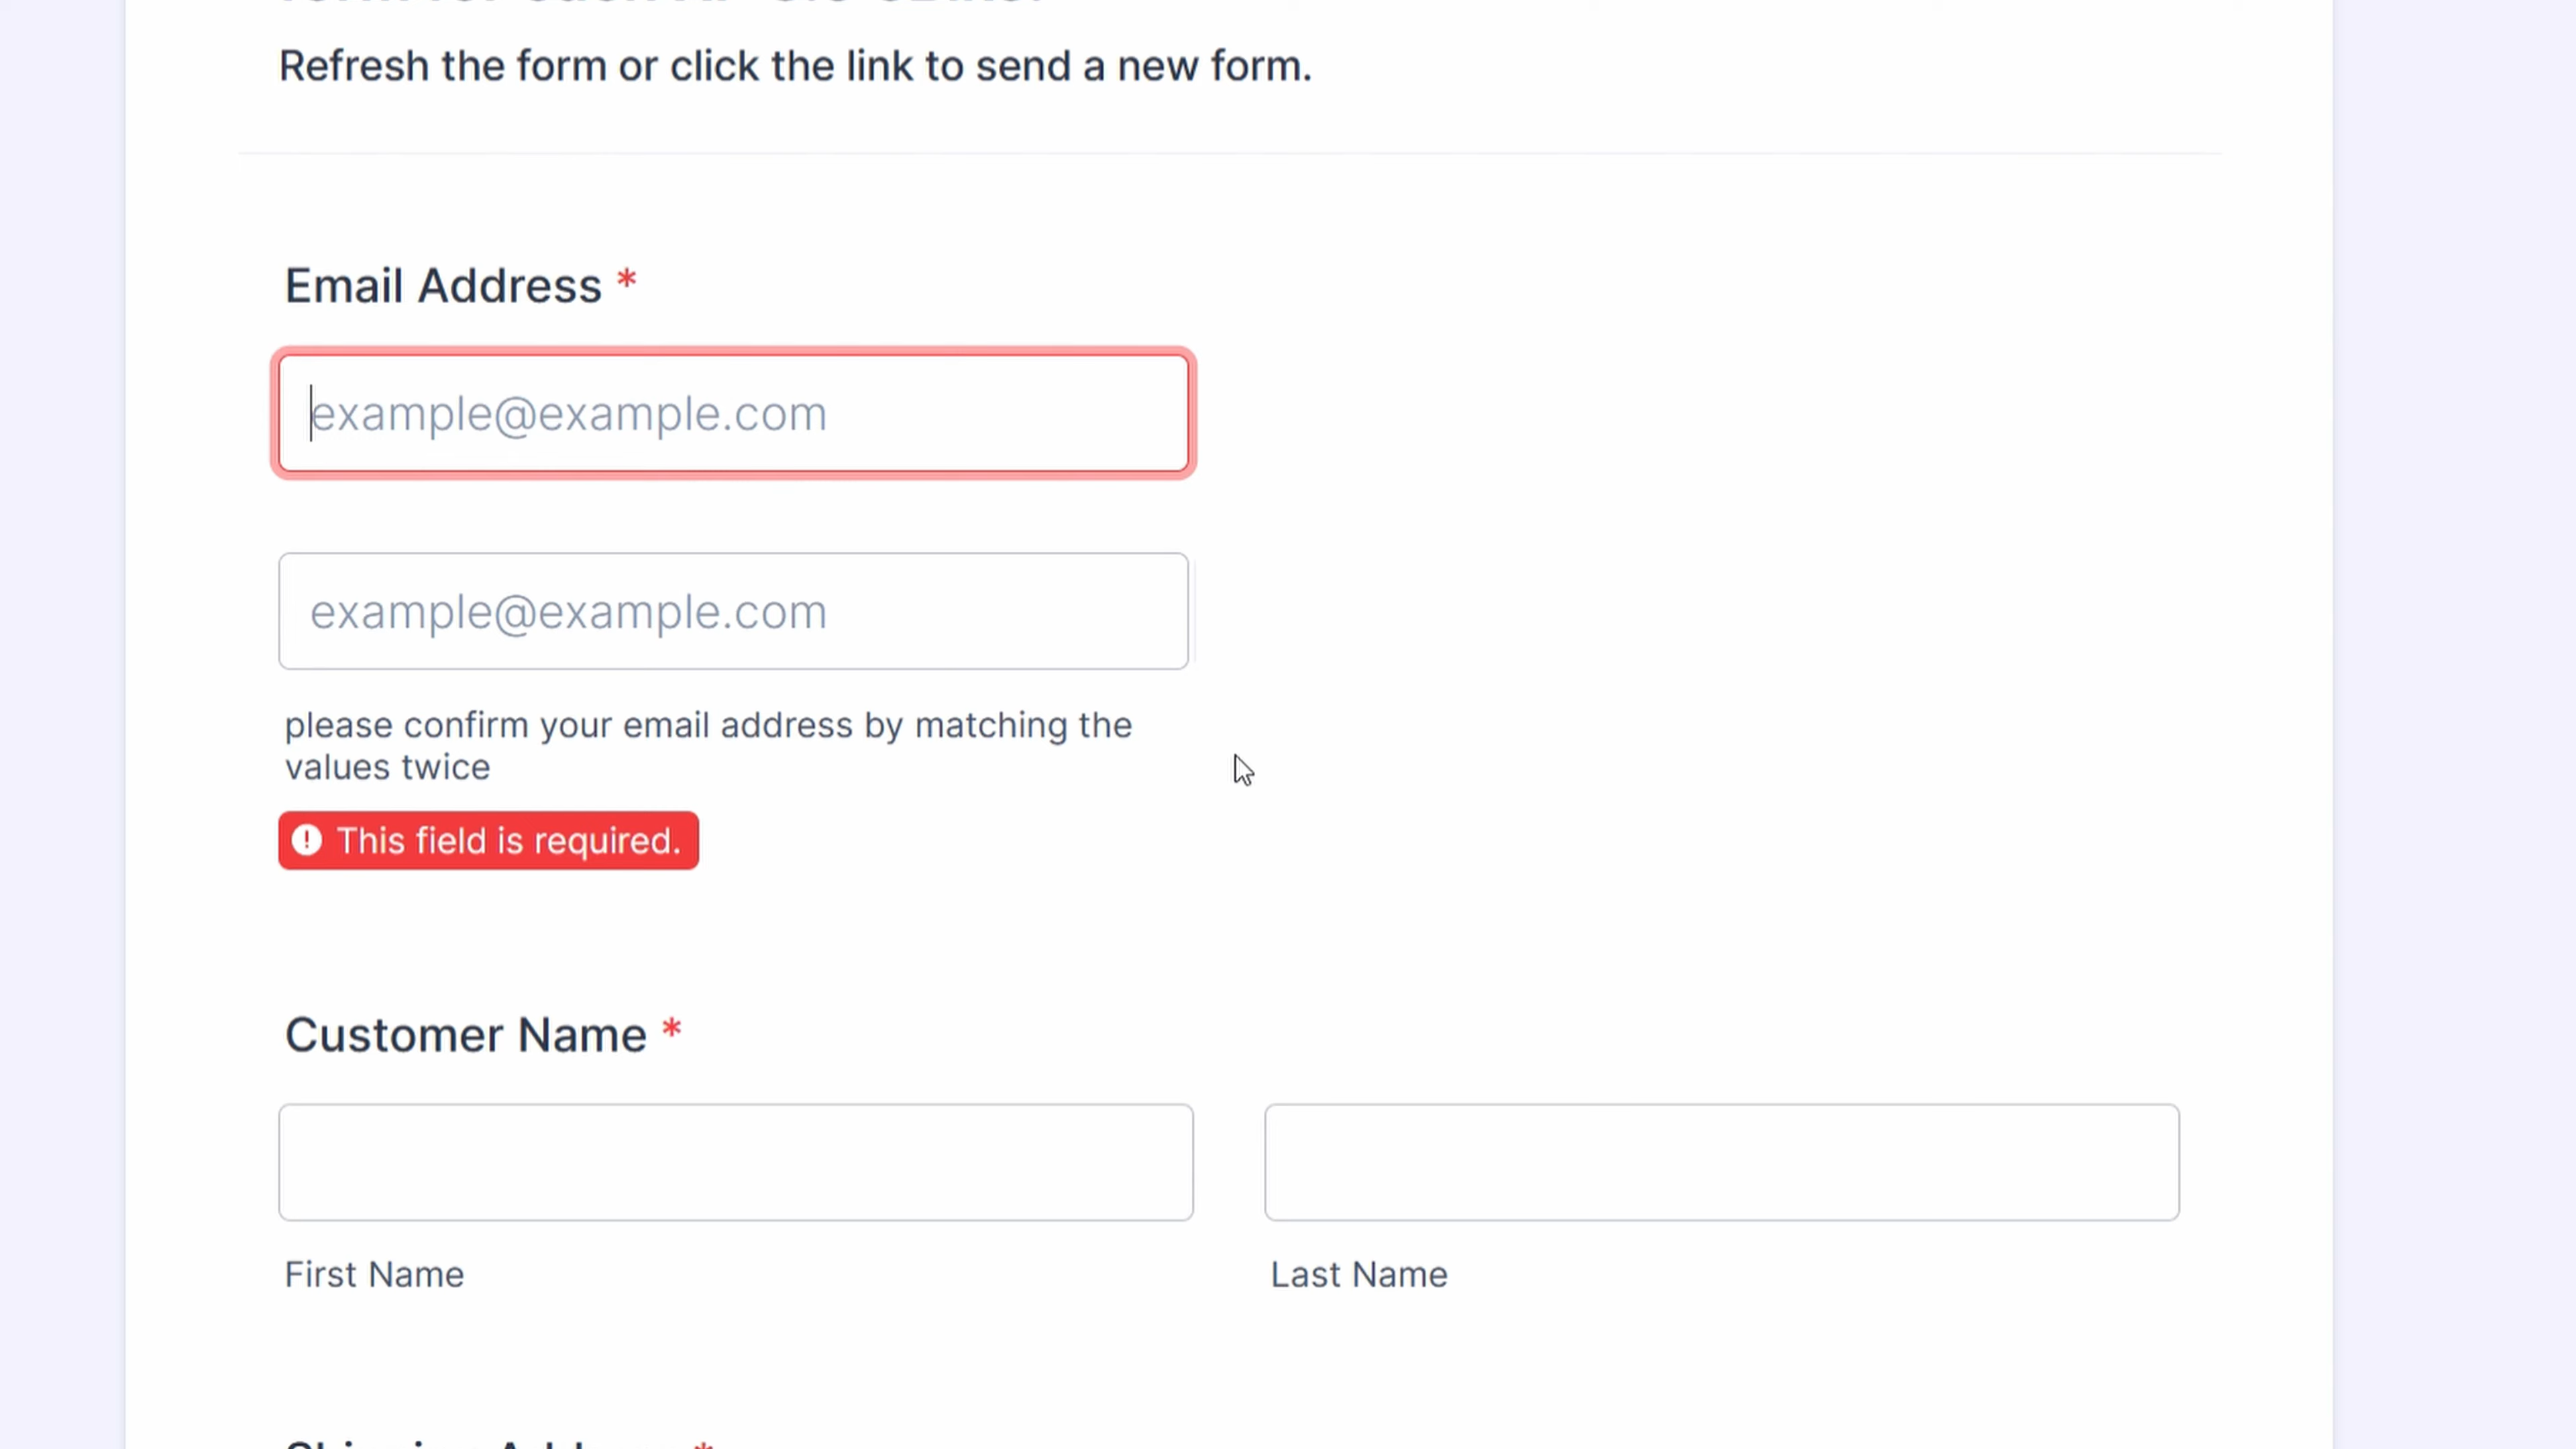 Refresh the form or click the link to send a new form.
Email Address *
example@example.com
example@example.com
please confirm your email address by matching the
values twice
! This field is required.
Customer Name *
First Name
Last Name